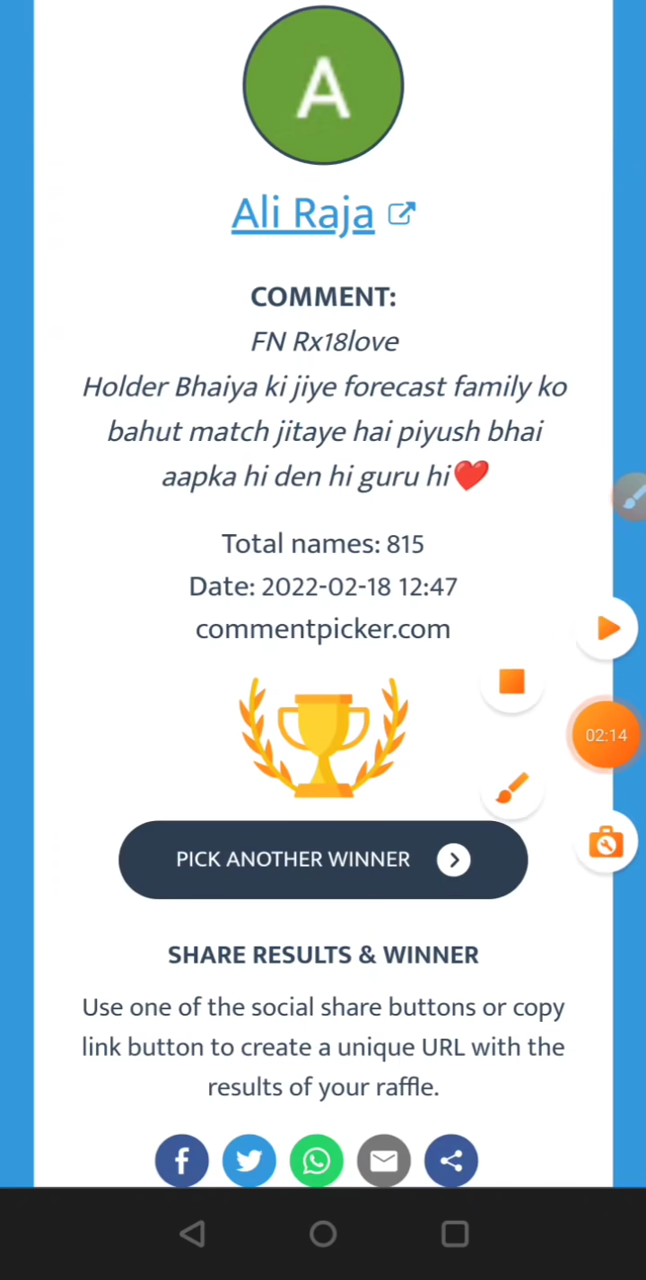 A
Ali Raja
COMMENT:
FN Rx18love
Holder Bhaiya ki jiye forecast family ko
bahut match jitaye hai piyush bhai
aapka hi den hi guru hi❤️
Total names: 815
Date: 2022-02-18 12:47
commentpicker.com
02:14
PICK ANOTHER WINNER
SHARE RESULTS & WINNER
Use one of the social share buttons or copy
link button to create a unique URL with the
results of your raffle.